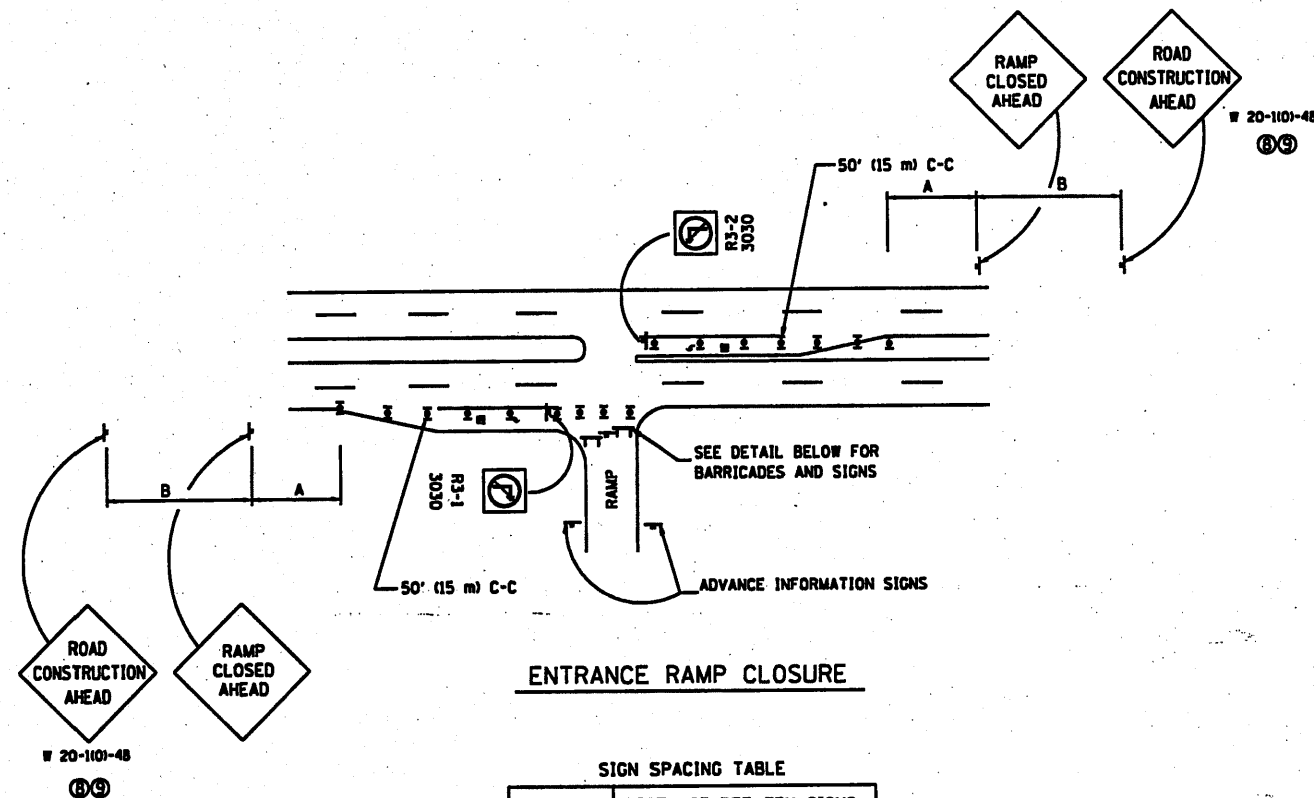 RAMP
CLOSED
AHEAD
ROAD
CONSTRUCTION
AHEAD
W 20-1(O)-48
⑧⑨
50' (15 m) C-C
A
B
R3-2
3030
SEE DETAIL BELOW FOR
BARRICADES AND SIGNS
B
A
R3-1
3030
RAMP
50' (15 m) C-C
ADVANCE INFORMATION SIGNS
ROAD
CONSTRUCTION
AHEAD
RAMP
CLOSED
AHEAD
W 20-1(O)-48
⑧⑨
ENTRANCE RAMP CLOSURE
SIGN SPACING TABLE